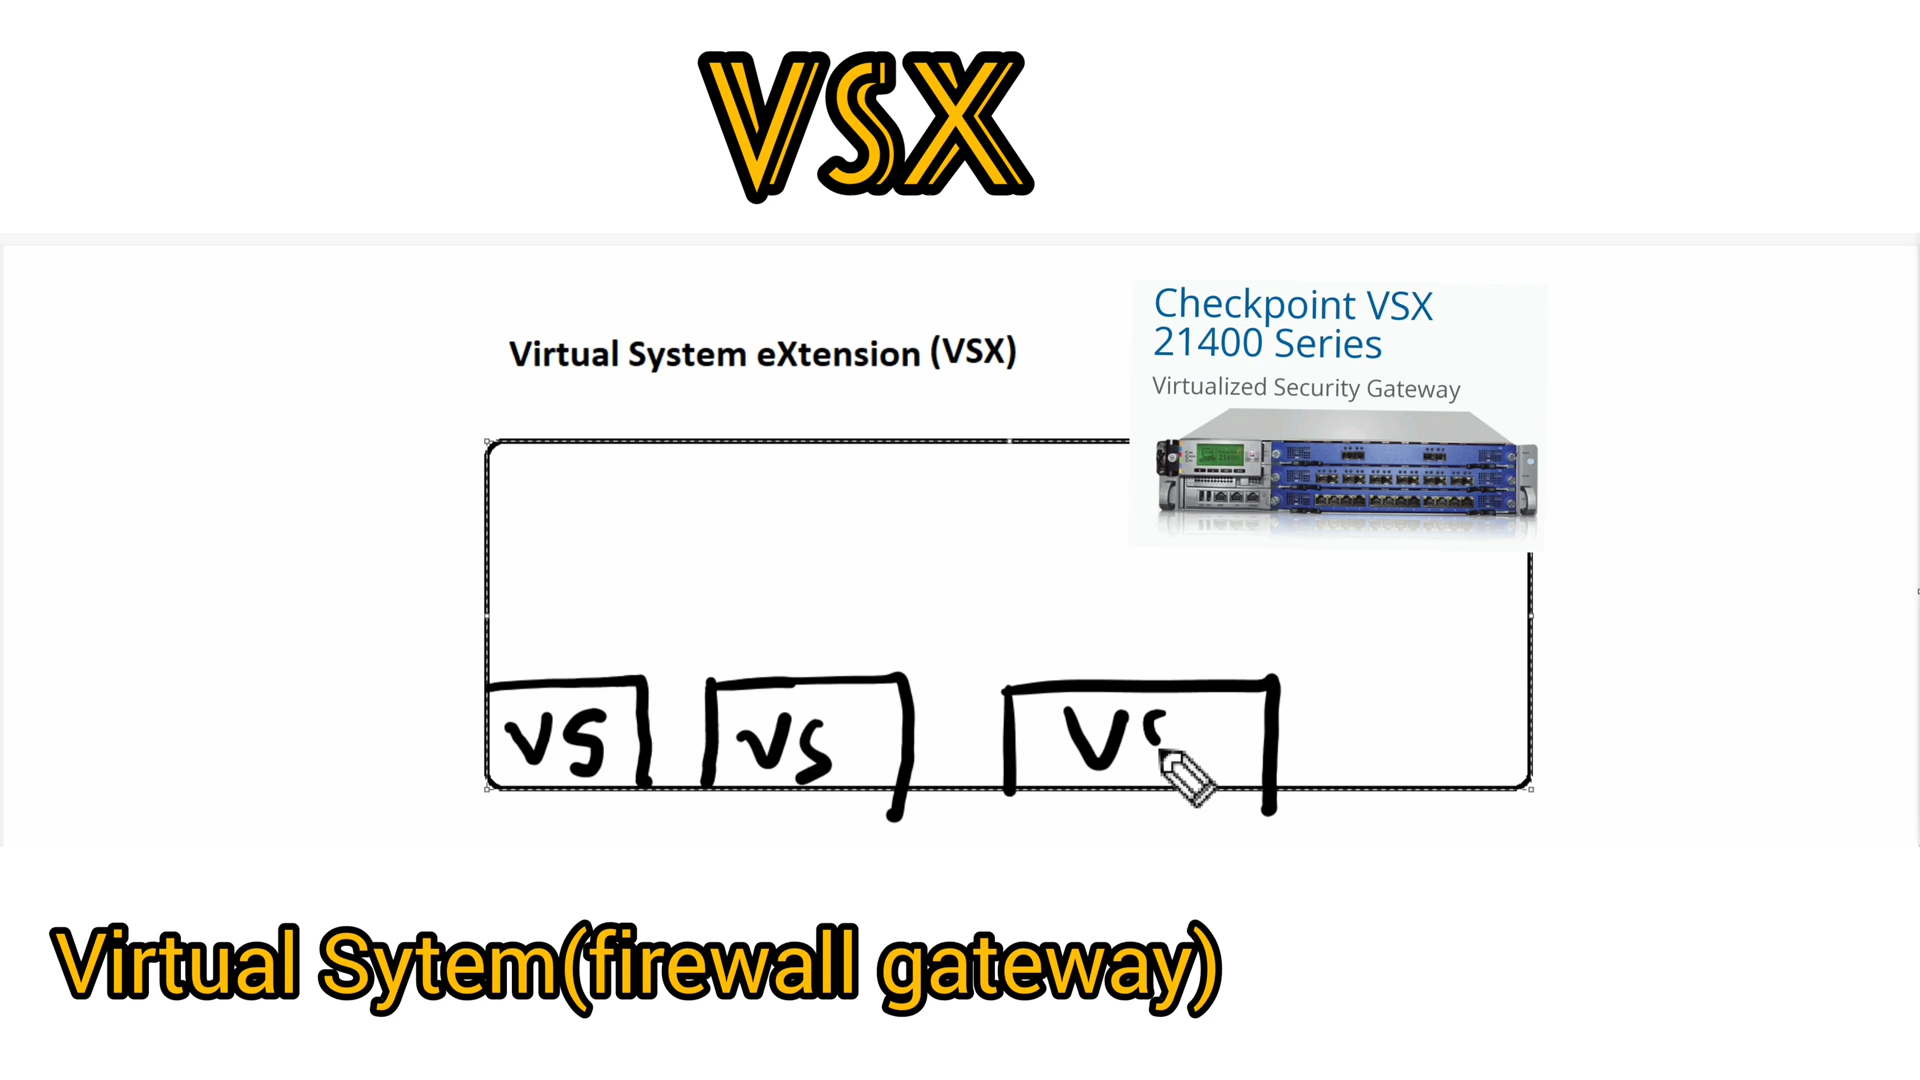 VSX
Checkpoint VSX
21400 Series
Virtual System eXtension (VSX)
Virtualized Security Gateway
VS VS V
Virtual Sytem(firewall gateway)